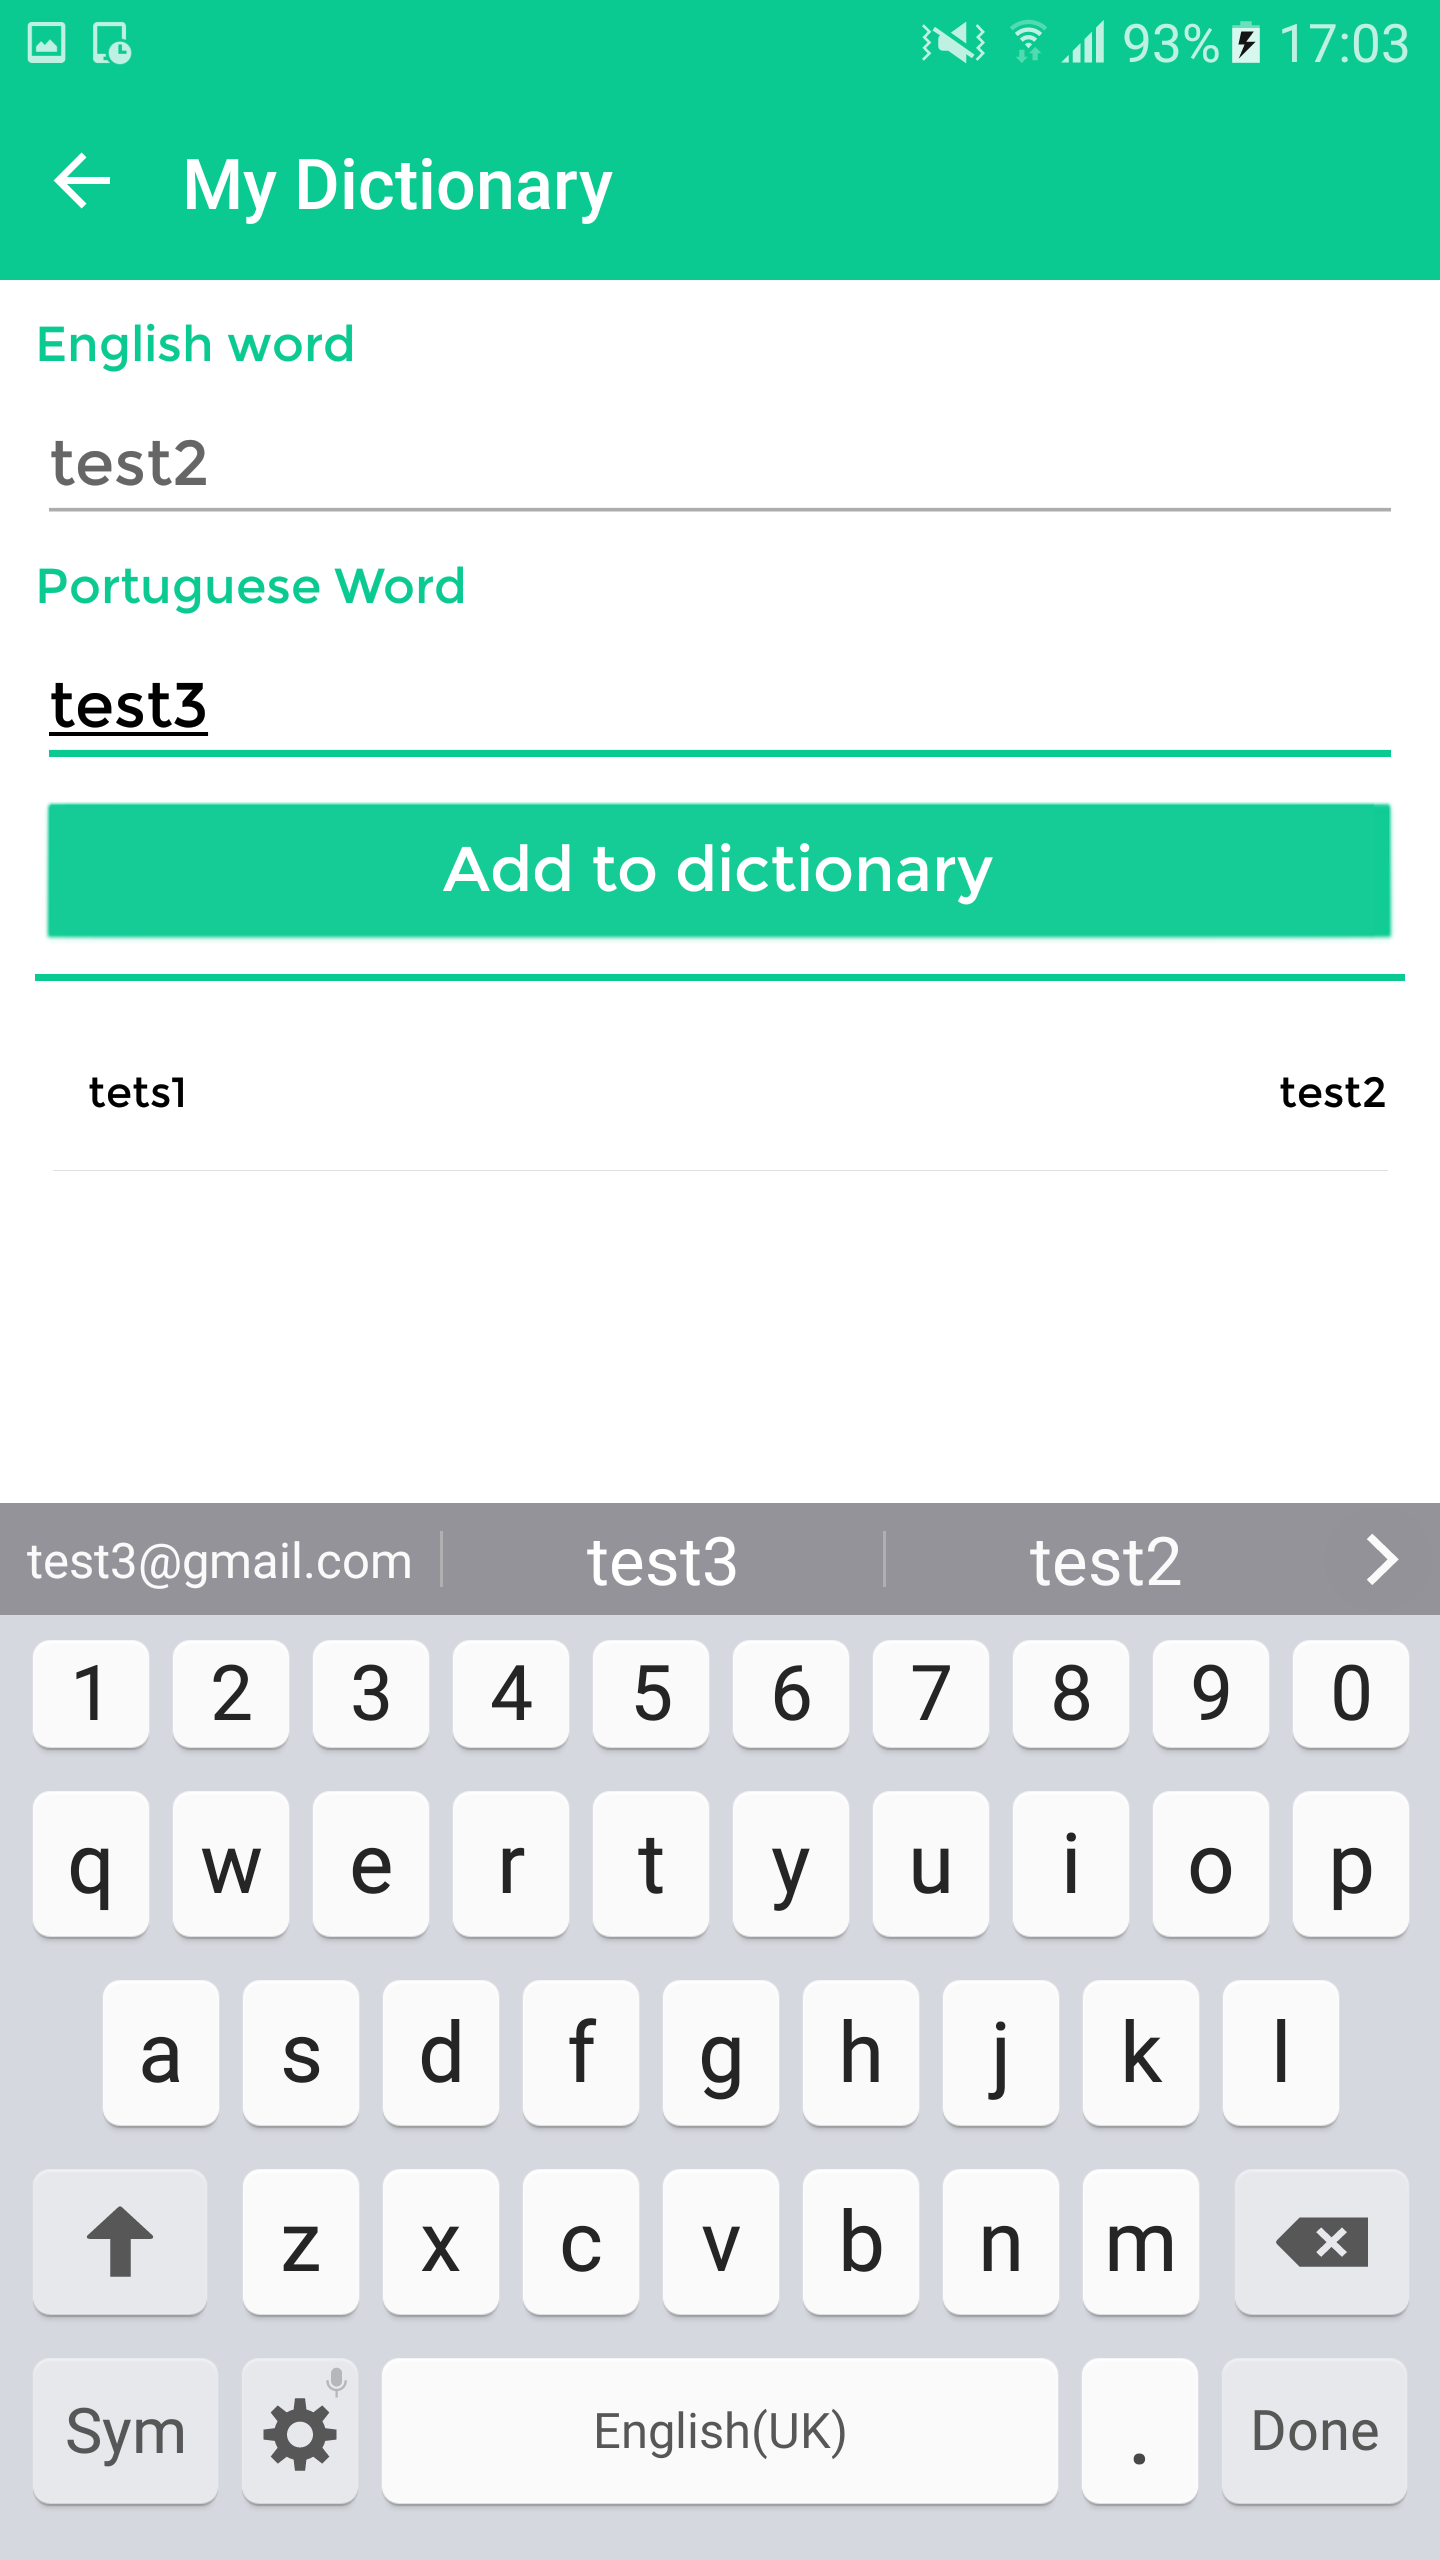 93% 17:03
My Dictionary
English word
test2
Portuguese Word
test3
Add to dictionary
tets1 test2
test3@gmail.com test3 test2
1 2 3 4 5 6 7 8 9 0
q w e r t y u i o p
a s d f g h j k l
z x c v b n m
Sym English(UK) . Done